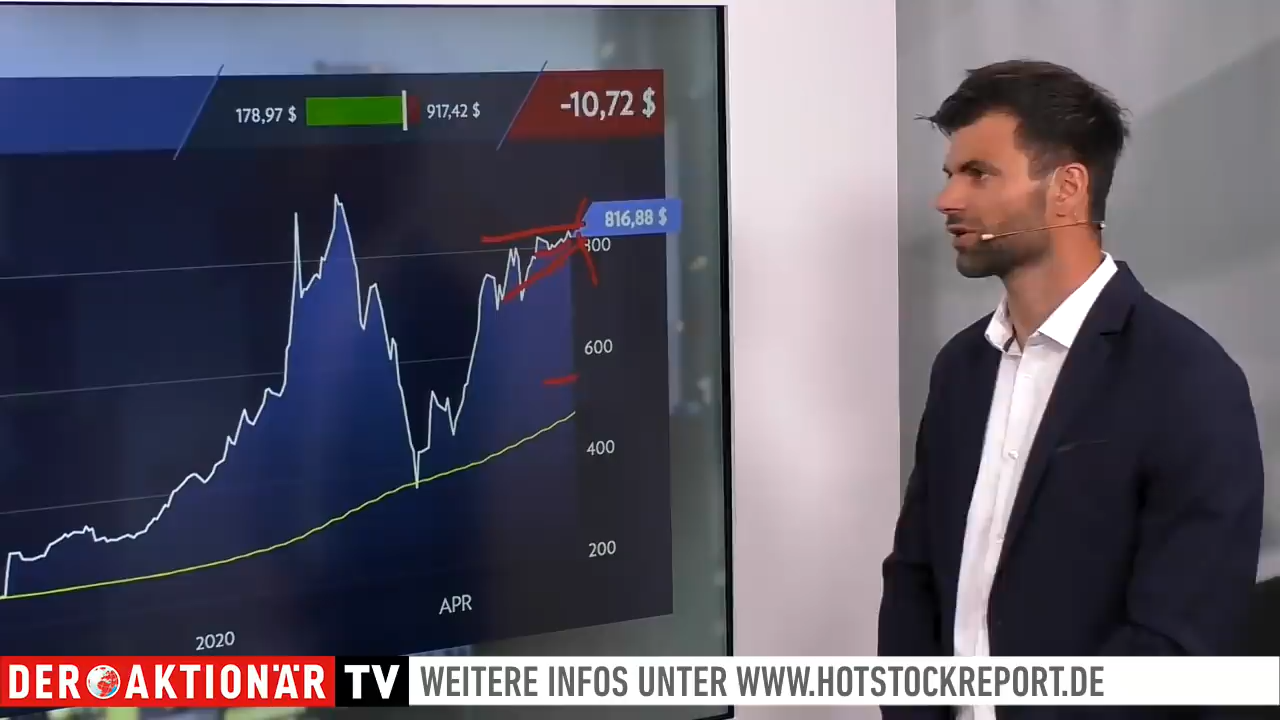 178,97 $ 917,42 $ -10,72 $
816,88 $
800
600
400
200
APR
2020
DER AKTIONÄR TV WEITERE INFOS UNTER WWW.HOTSTOCKREPORT.DE